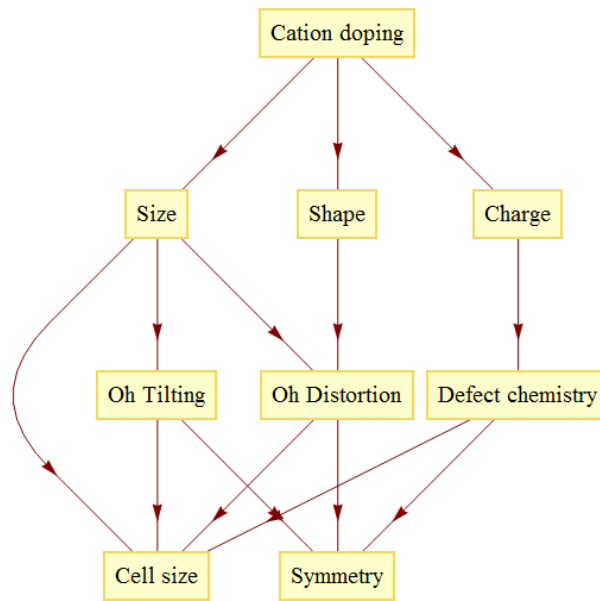 Cation doping
Size
Shape
Charge
Oh Tilting
Oh Distortion
Defect chemistry
Cell size
Symmetry